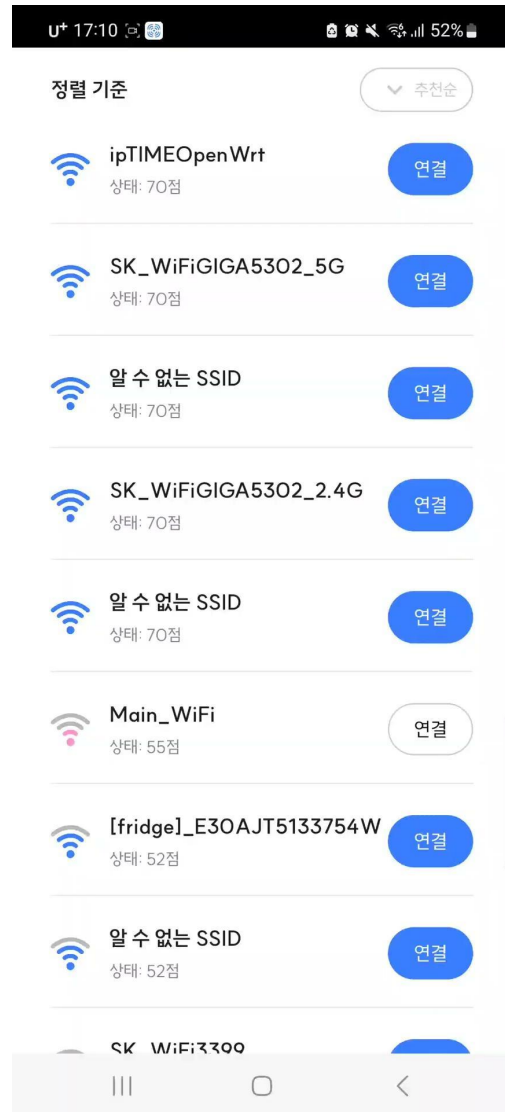 U+ 17:10 52%
정렬 기준
추천순
ipTIMEOpenWrt
상태: 70점
연결
SK_WiFiGIGA5302_5G
상태: 70점
연결
알 수 없는 SSID
상태: 70점
연결
SK_WiFiGIGA5302_2.4G
상태: 70점
연결
알 수 없는 SSID
상태: 70점
연결
Main_WiFi
상태: 55점
연결
[fridge]_E30AJT5133754W
상태: 52점
연결
알 수 없는 SSID
상태: 52점
연결
SK_WiFi3399